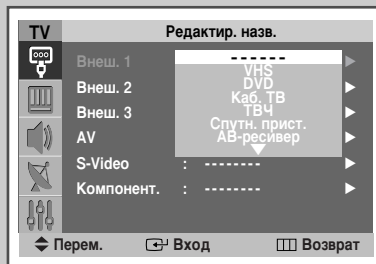 TV Редактир. назв.
Внеш. 1 - - - - - -
VHS
DVD
Внеш. 2
Каб. ТВ
Внеш. 3 ТВЧ
Спутн. прист.
AV АВ-ресивер
S-Video : - - - - - - - -
Компонент. : - - - - - - - -
Перем. Вход Возврат